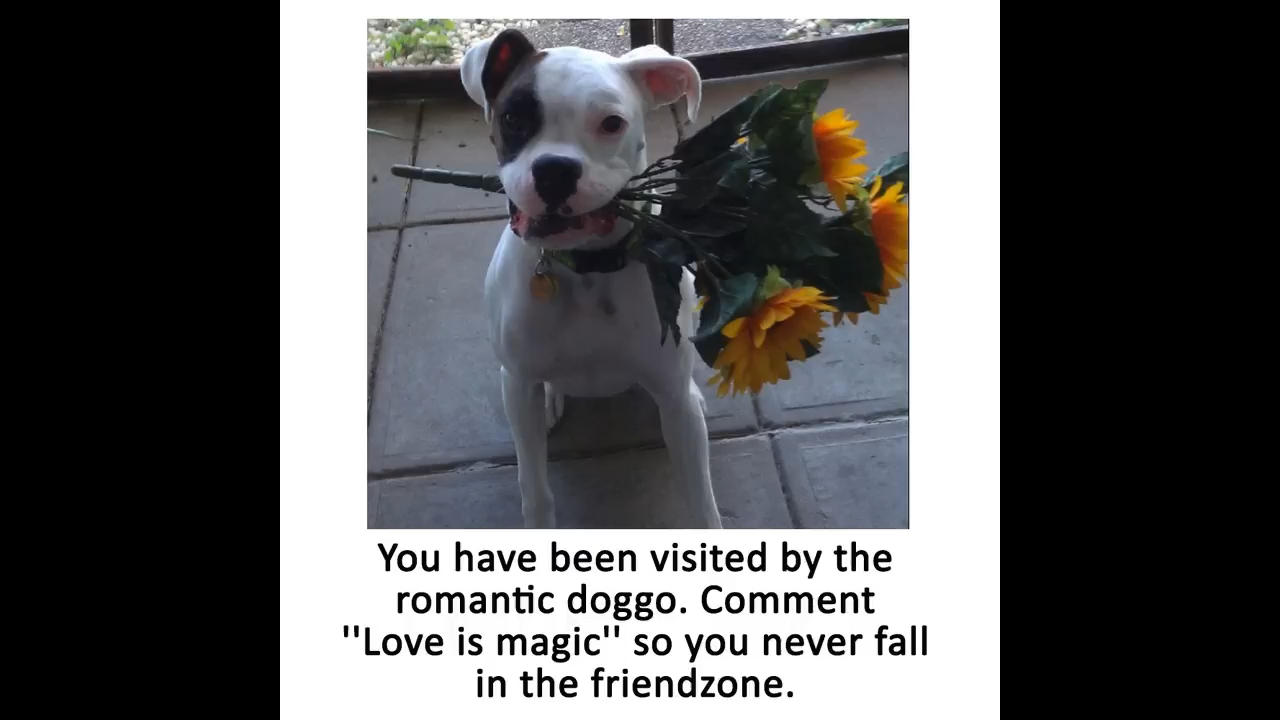 You have been visited by the
romantic doggo. Comment
"Love is magic" so you never fall
in the friendzone.